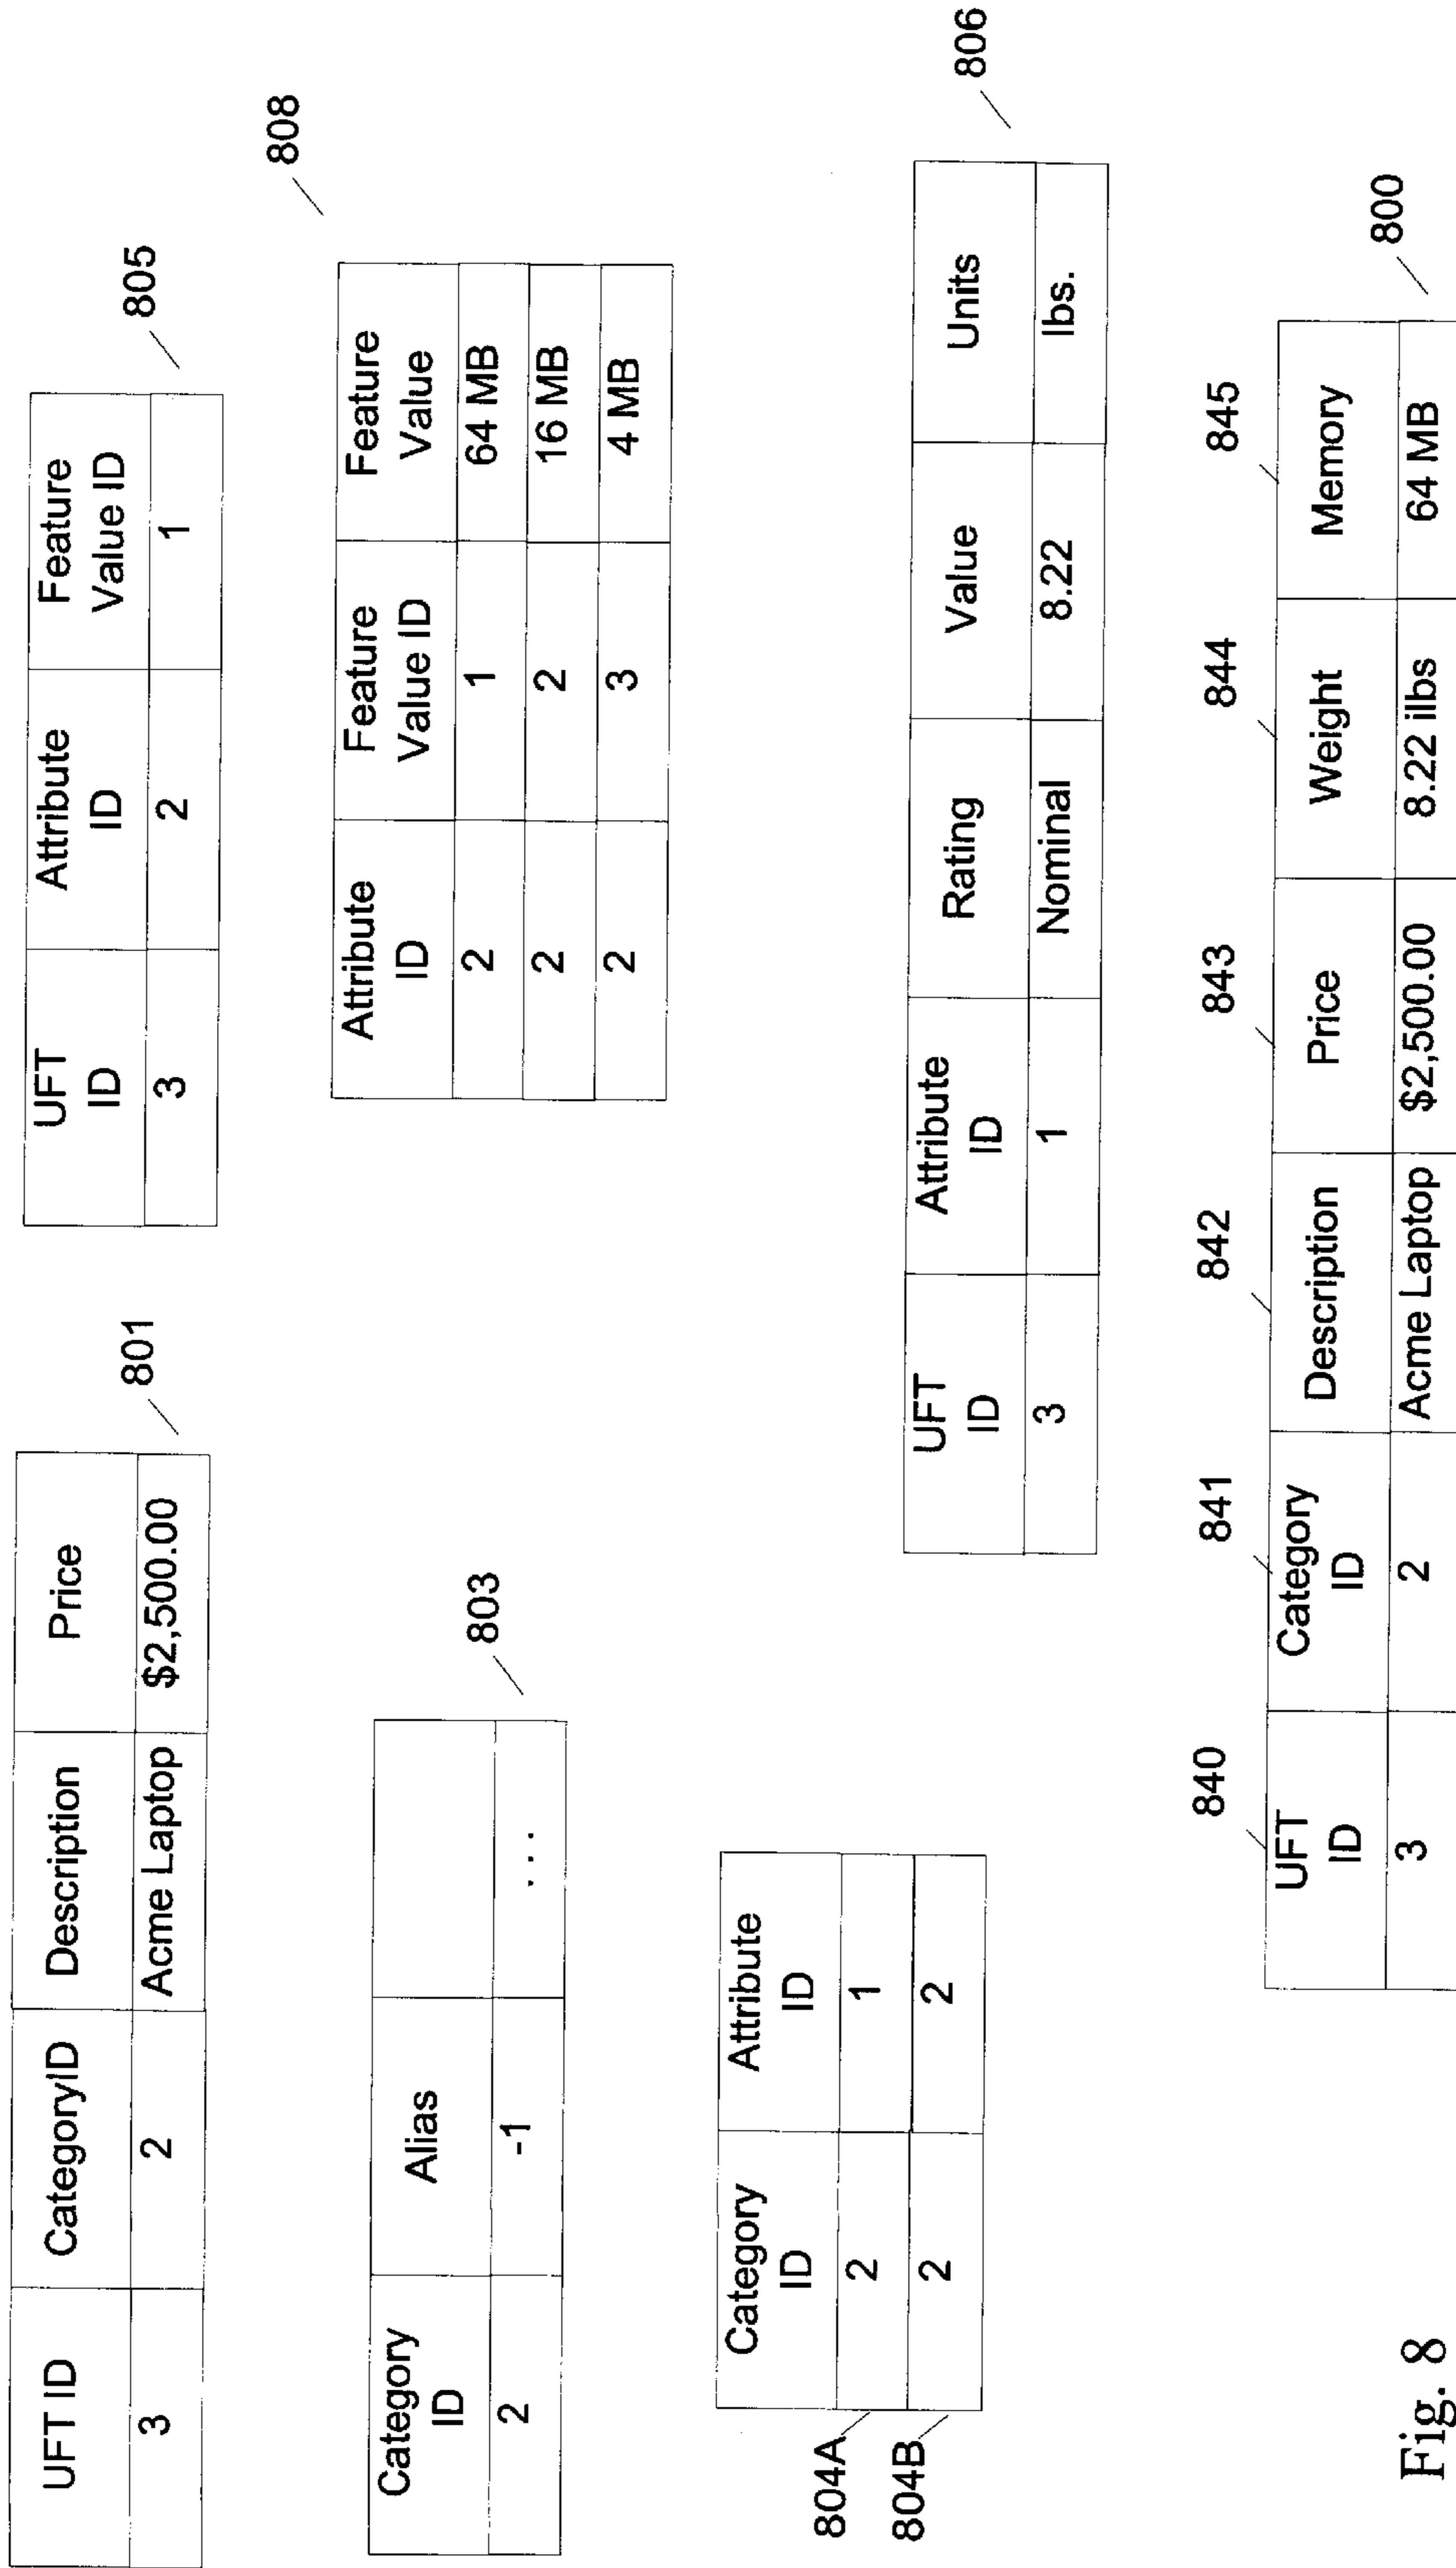 UFT ID CategoryID Description Price
3 2 Acme Laptop $2,500.00
801
UFT Attribute Feature
ID ID Value ID
3 2 1
805
Category Alias
ID
2 -1 ...
803
808
Attribute Feature Feature
ID Value ID Value
2 1 64 MB
2 2 16 MB
2 3 4 MB
Category Attribute
ID ID
804A 2 1
804B 2 2
806
UFT Attribute Rating Value Units
ID ID
3 1 Nominal 8.22 lbs.
840 841 842 843 844 845
UFT Category Description Price Weight Memory
ID ID
3 2 Acme Laptop $2,500.00 8.22 ilbs 64 MB
800
Fig. 8